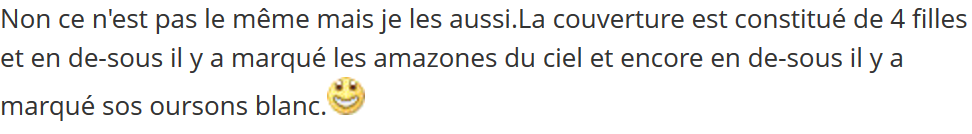 Non ce n'est pas le même mais je les aussi.La couverture est constitué de 4 filles
et en de-sous il y a marqué les amazones du ciel et encore en de-sous il y a
marqué sos oursons blanc.